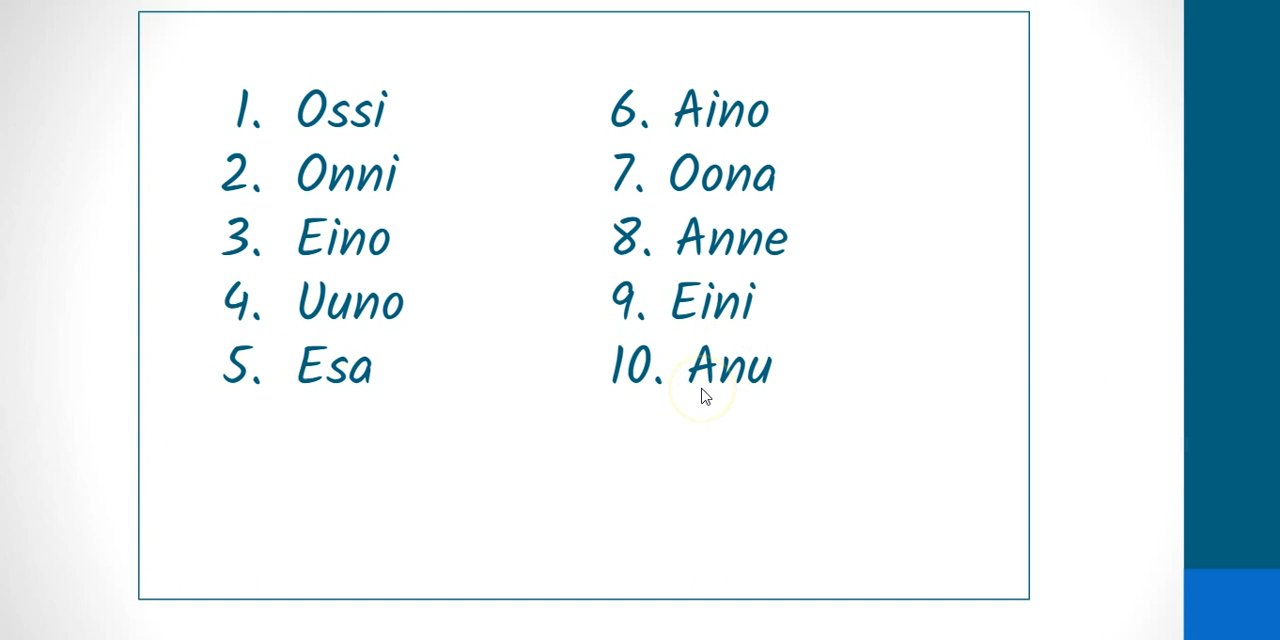 1. Ossi
2. Onni
3. Eino
4. Uuno
5. Esa
6. Aino
7. Oona
8. Anne
9. Eini
10. Anu